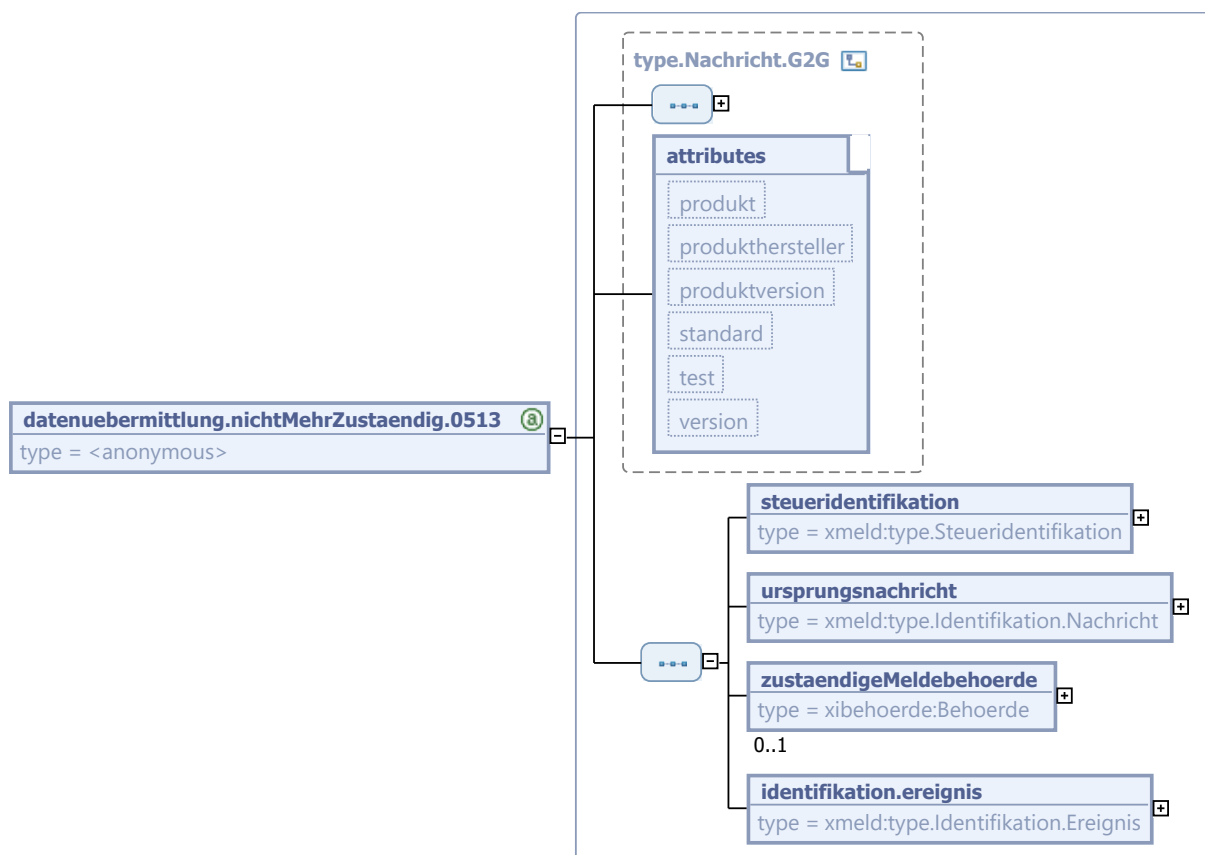 type.Nachricht.G2G
attributes
produkt
produkthersteller
produktversion
standard
test
version
datenuebermittlung.nichtMehrZustaendig.0513
type = <anonymous>
steueridentifikation
type = xmeld:type.Steueridentifikation
ursprungsnachricht
type = xmeld:type.Identifikation.Nachricht
zustaendigeMeldebehoerde
type = xibehoerde:Behoerde
0..1
identifikation.ereignis
type = xmeld:type.Identifikation.Ereignis